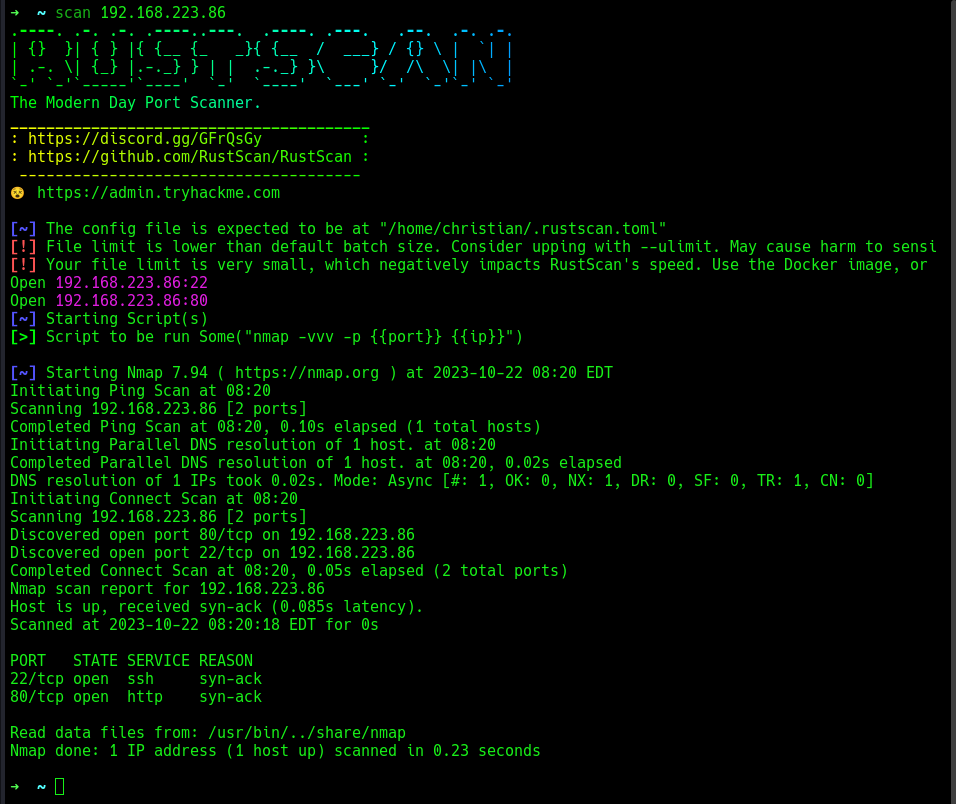 → ~ scan 192.168.223.86
.----. .-. .-. .----..---.  .----. .---.   .--.  .-. .-.
| {}  }| { } |{ {__ {_   _}{ {__  /  ___} / {} \ |  `| |
| .-. \| {_} |.-._} } | |  .-._} }\     }/  /\  \| |\  |
`-' `-'`-----'`----'  `-'  `----'  `---' `-'  `-'`-' `-'
The Modern Day Port Scanner.
________________________________________
: https://discord.gg/GFrQsGy           :
: https://github.com/RustScan/RustScan :
 --------------------------------------
😵 https://admin.tryhackme.com
[~] The config file is expected to be at "/home/christian/.rustscan.toml"
[!] File limit is lower than default batch size. Consider upping with --ulimit. May cause harm to sensi
[!] Your file limit is very small, which negatively impacts RustScan's speed. Use the Docker image, or
Open 192.168.223.86:22
Open 192.168.223.86:80
[~] Starting Script(s)
[>] Script to be run Some("nmap -vvv -p {{port}} {{ip}}")
[~] Starting Nmap 7.94 ( https://nmap.org ) at 2023-10-22 08:20 EDT
Initiating Ping Scan at 08:20
Scanning 192.168.223.86 [2 ports]
Completed Ping Scan at 08:20, 0.10s elapsed (1 total hosts)
Initiating Parallel DNS resolution of 1 host. at 08:20
Completed Parallel DNS resolution of 1 host. at 08:20, 0.02s elapsed
DNS resolution of 1 IPs took 0.02s. Mode: Async [#: 1, OK: 0, NX: 1, DR: 0, SF: 0, TR: 1, CN: 0]
Initiating Connect Scan at 08:20
Scanning 192.168.223.86 [2 ports]
Discovered open port 80/tcp on 192.168.223.86
Discovered open port 22/tcp on 192.168.223.86
Completed Connect Scan at 08:20, 0.05s elapsed (2 total ports)
Nmap scan report for 192.168.223.86
Host is up, received syn-ack (0.085s latency).
Scanned at 2023-10-22 08:20:18 EDT for 0s
PORT   STATE SERVICE REASON
22/tcp open  ssh     syn-ack
80/tcp open  http    syn-ack
Read data files from: /usr/bin/../share/nmap
Nmap done: 1 IP address (1 host up) scanned in 0.23 seconds
→ ~